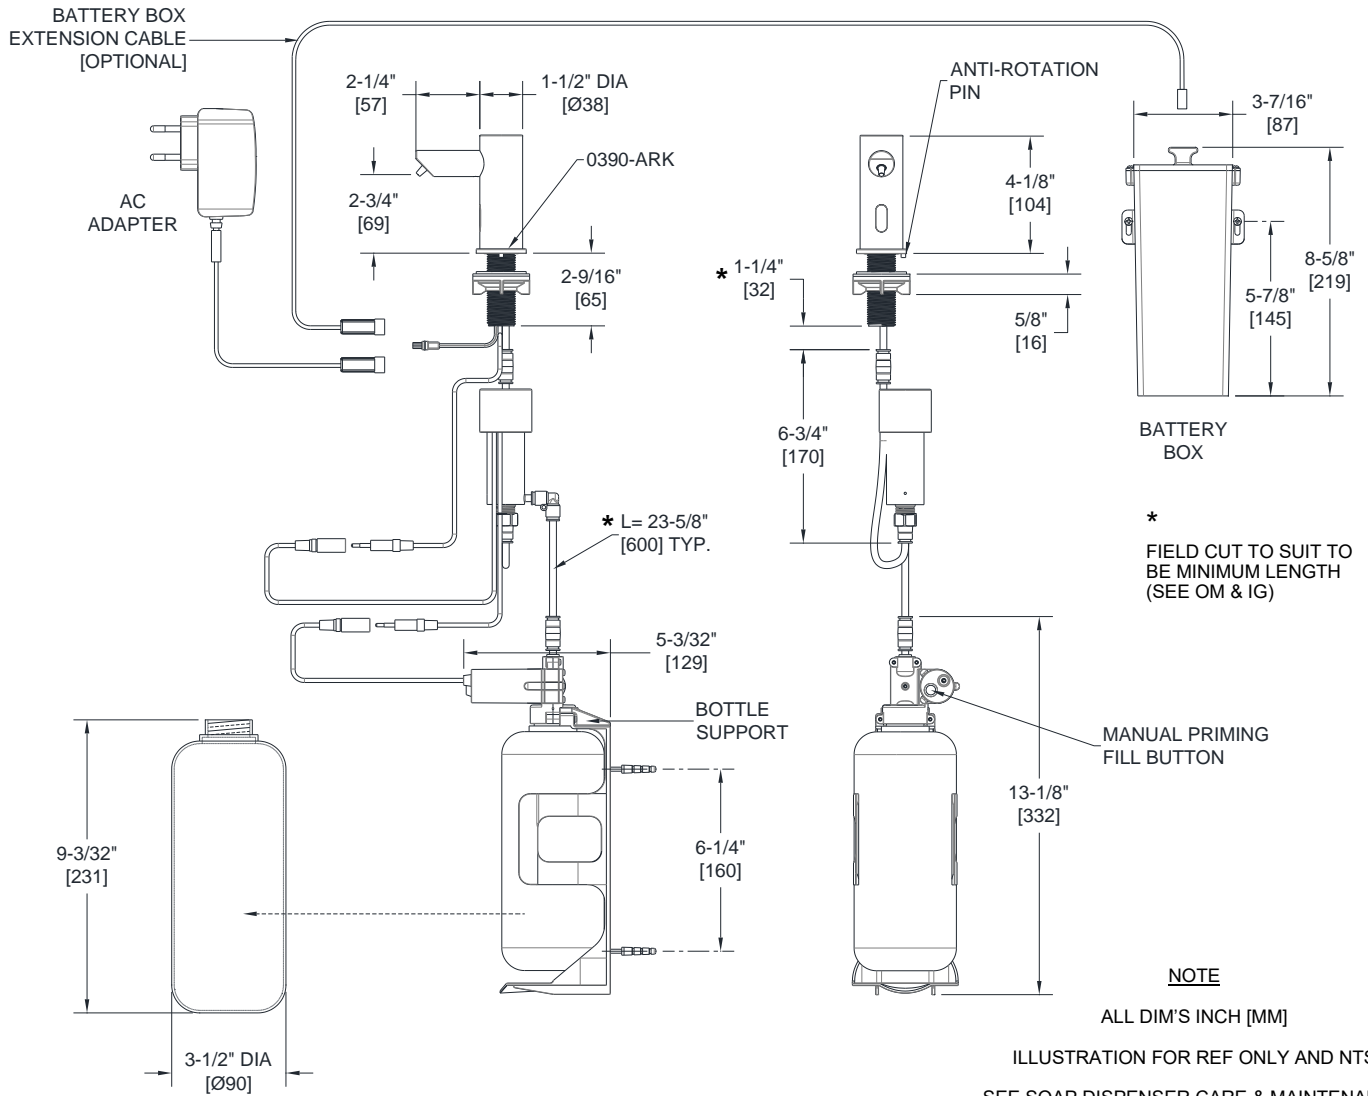 BATTERY BOX
EXTENSION CABLE
[OPTIONAL]
2-1/4"
[57]
1-1/2" DIA
[Ø38]
ANTI-ROTATION
PIN
3-7/16"
[87]
0390-ARK
AC
ADAPTER
2-3/4"
[69]
4-1/8"
[104]
2-9/16"
[65]
* 1-1/4"
[32]
5/8"
[16]
8-5/8"
[219]
5-7/8"
[145]
BATTERY
BOX
6-3/4"
[170]
* L= 23-5/8"
[600] TYP.
*
FIELD CUT TO SUIT TO
BE MINIMUM LENGTH
(SEE OM & IG)
5-3/32"
[129]
BOTTLE
SUPPORT
MANUAL PRIMING
FILL BUTTON
13-1/8"
[332]
9-3/32"
[231]
6-1/4"
[160]
3-1/2" DIA
[Ø90]
NOTE
ALL DIM'S INCH [MM]
ILLUSTRATION FOR REF ONLY AND NTS
SEE SOAP DISPENSER CARE &